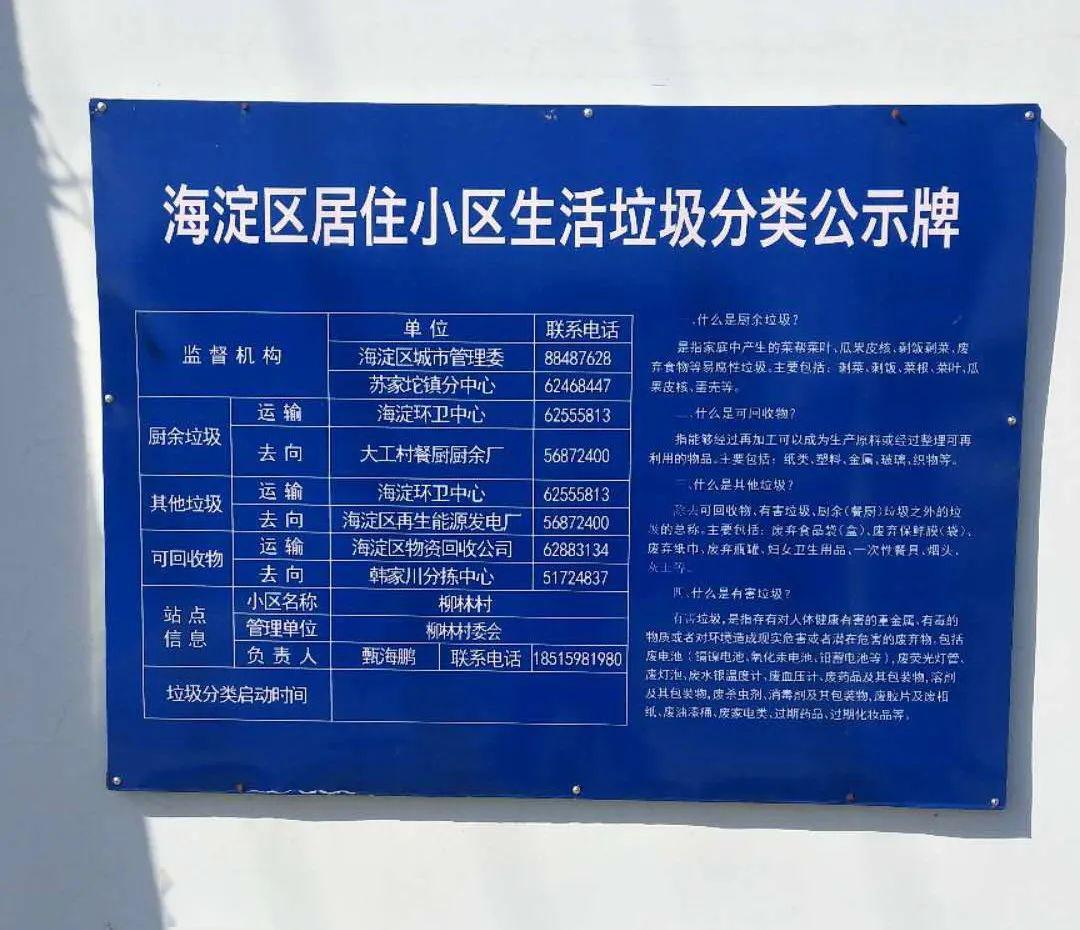 海淀区居住小区生活垃圾分类公示牌
监督机构 单位 联系电话
海淀区城市管理委 88487628
苏家坨镇分中心 62468447
厨余垃圾 运输 海淀环卫中心 62555813
去向 大工村餐厨厨余厂 56872400
其他垃圾 运输 海淀环卫中心 62555813
去向 海淀区再生能源发电厂 56872400
可回收物 运输 海淀区物资回收公司 62883134
去向 韩家川分拣中心 51724837
站点信息 小区名称 柳林村
管理单位 柳林村委会
负责人 甄海鹏 联系电话 18515981980
垃圾分类启动时间
、什么是厨余垃圾?
是指家庭中产生的菜帮菜叶、瓜果皮核、剩饭剩菜、废
弃食物等易腐性垃圾。主要包括:剩菜、剩饭、菜根、菜叶、瓜
果皮核、蛋壳等。
二、什么是可回收物?
指能够经过再加工可以成为生产原料或经过整理可再
利用的物品。主要包括:纸类、塑料、金属、玻璃、织物等。
三、什么是其他垃圾?
除去可回收物、有害垃圾、厨余(餐厨)垃圾之外的垃
圾的总称。主要包括:废弃食品袋(盒)、废弃保鲜膜(袋)、
废弃纸巾、废弃瓶罐、妇女卫生用品、一次性餐具、烟头、
灰土等。
四、什么是有害垃圾?
有害垃圾,是指存有对人体健康有害的重金属、有毒的
物质或者对环境造成现实危害或者潜在危害的废弃物,包括
废电池(镉镍电池、氧化汞电池、铅蓄电池等),废荧光灯管、
废灯泡、废水银温度计、废血压计、废药品及其包装物,溶剂
及其包装物,废杀虫剂、消毒剂及其包装物,废胶片及废相
纸、废油漆桶、废家电类、过期药品、过期化妆品等。